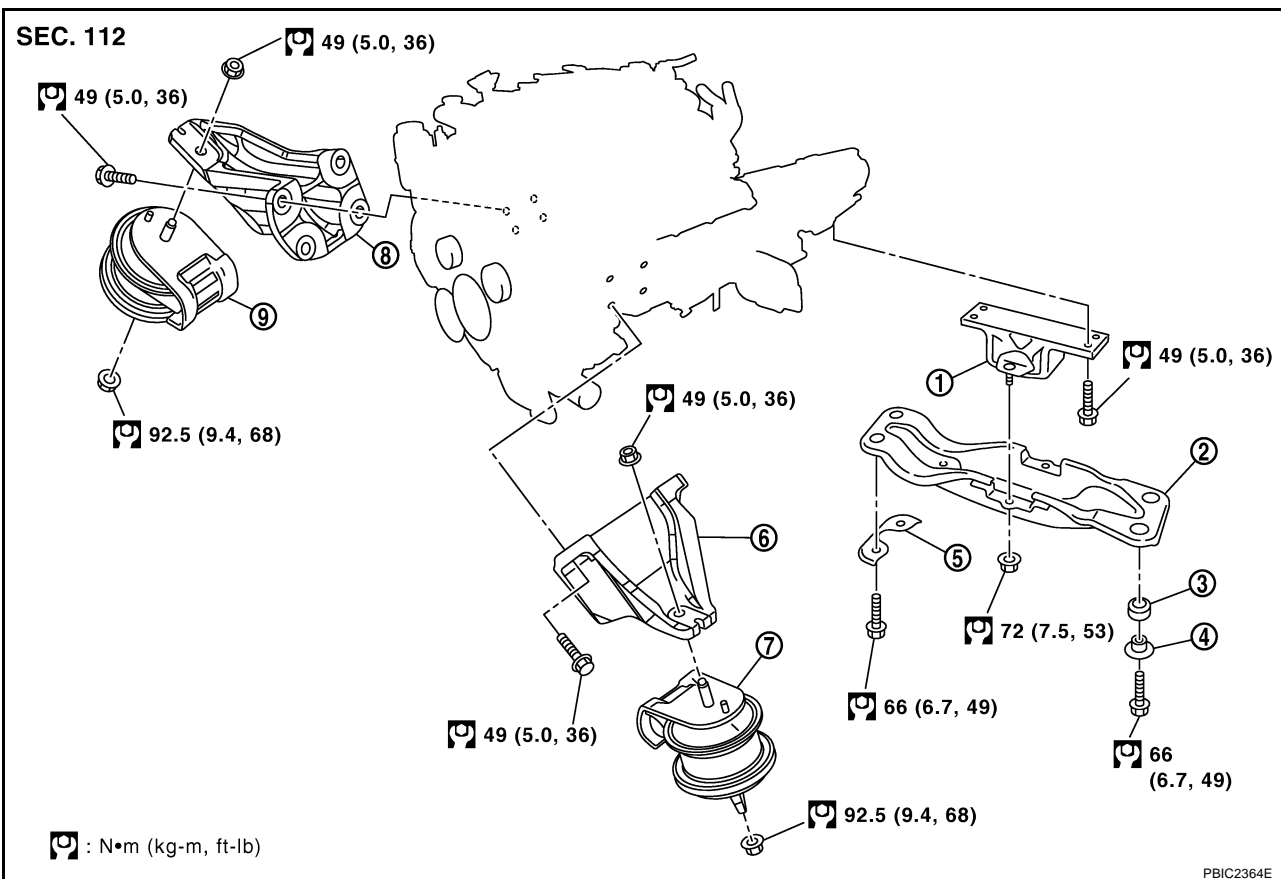 SEC. 112
49 (5.0, 36)
49 (5.0, 36)
8
9
92.5 (9.4, 68)
1
49 (5.0, 36)
49 (5.0, 36)
2
6
5
3
72 (7.5, 53)
4
7
66 (6.7, 49)
49 (5.0, 36)
66
(6.7, 49)
92.5 (9.4, 68)
: N•m (kg-m, ft-lb)
PBIC2364E